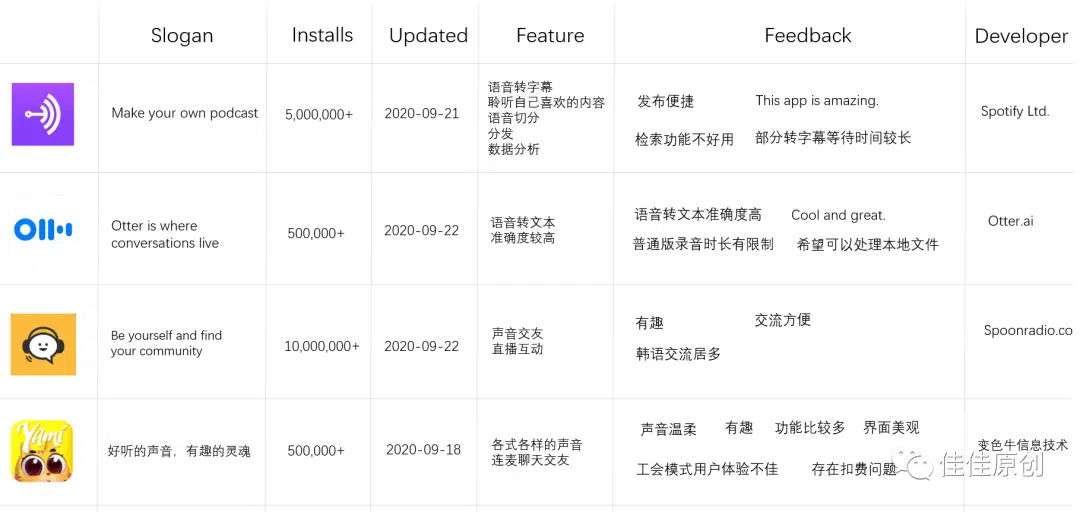 Slogan Installs Updated Feature Feedback Developer
Make your own podcast
5,000,000+
2020-09-21
语音转字幕
聆听自己喜欢的内容
语音切分
分发
数据分析
发布便捷 This app is amazing.
检索功能不好用 部分转字幕等待时间较长
Spotify Ltd.
Otter is where
conversations live
500,000+
2020-09-22
语音转文本
准确度较高
语音转文本准确度高 Cool and great.
普通版录音时长有限制 希望可以处理本地文件
Otter.ai
Be yourself and find
your community
10,000,000+
2020-09-22
声音交友
直播互动
有趣 交流方便
韩语交流居多
Spoonradio.co
Yami
好听的声音，有趣的灵魂
500,000+
2020-09-18
各式各样的声音
连麦聊天交友
声音温柔 有趣 功能比较多 界面美观
工会模式用户体验不佳 存在扣费问题
变色牛信息技术
佳佳原创